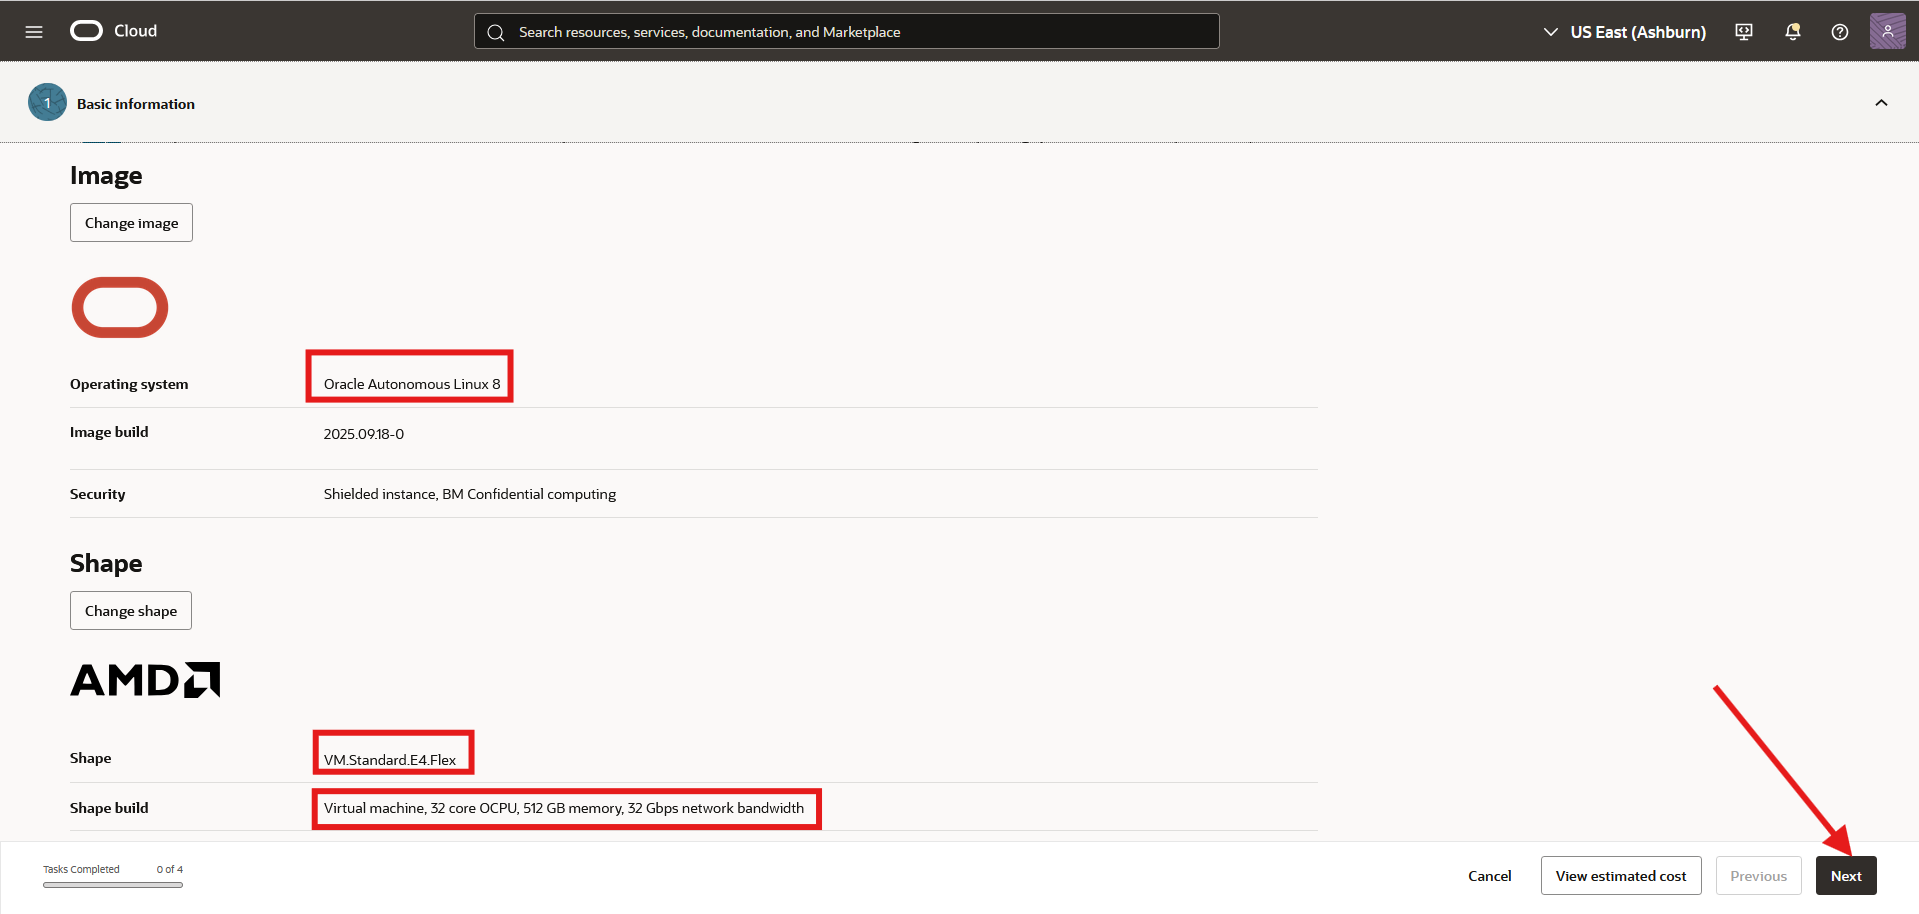 Cloud
Search resources, services, documentation, and Marketplace
US East (Ashburn)
1
Basic information
Image
Change image
Operating system
Oracle Autonomous Linux 8
Image build
2025.09.18-0
Security
Shielded instance, BM Confidential computing
Shape
Change shape
AMD
Shape
VM.Standard.E4.Flex
Shape build
Virtual machine, 32 core OCPU, 512 GB memory, 32 Gbps network bandwidth
Tasks Completed
0 of 4
Cancel
View estimated cost
Previous
Next